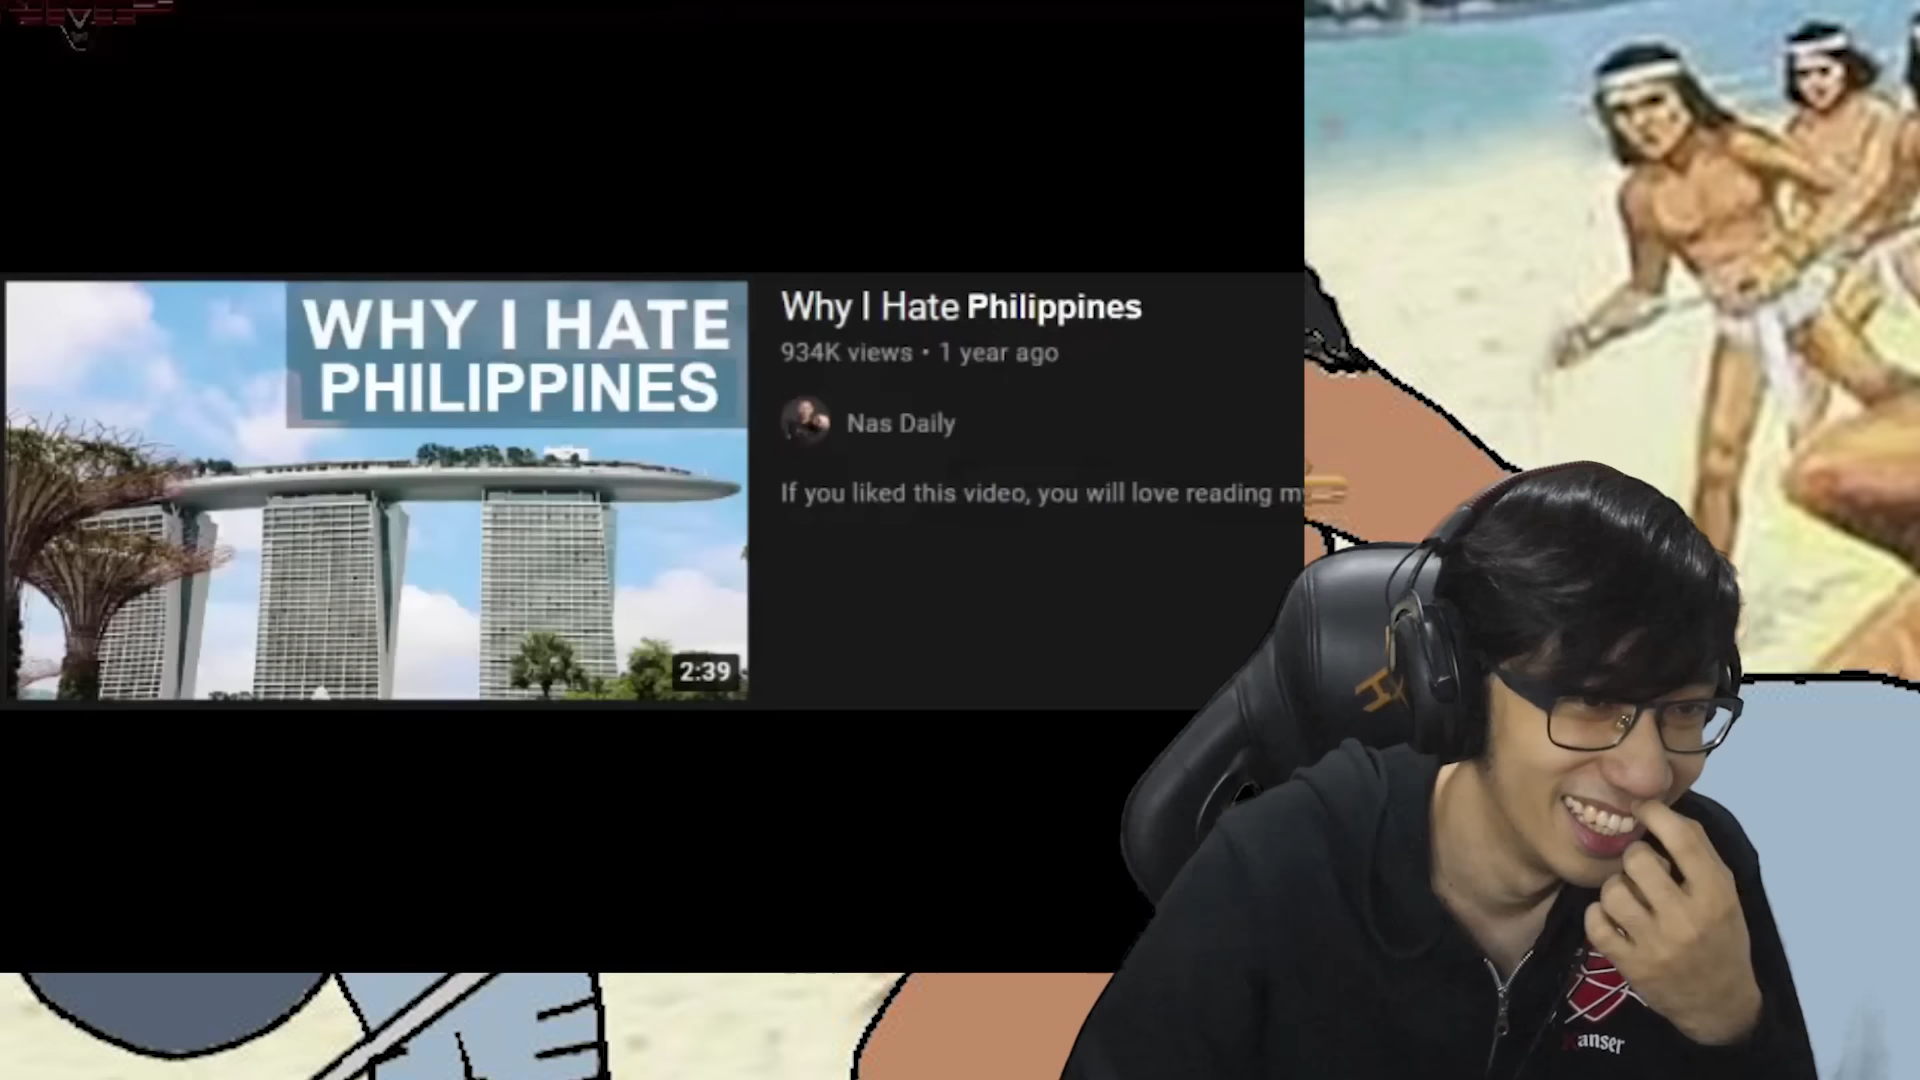 WHY I HATE
PHILIPPINES
2:39
Why I Hate Philippines
934K views • 1 year ago
Nas Daily
If you liked this video, you will love reading
anser